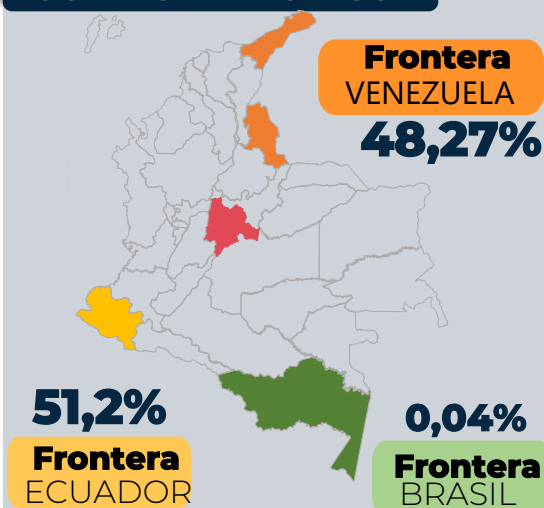 Frontera
VENEZUELA
48,27%
51,2%
Frontera
ECUADOR
0,04%
Frontera
BRASIL